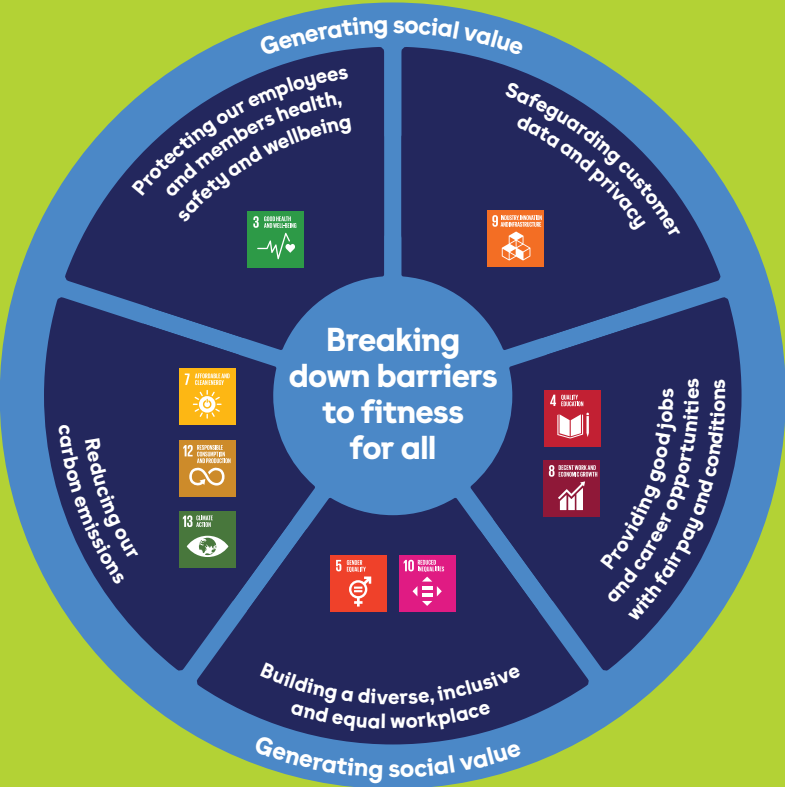 Generating social value
Protecting our employees
and members health,
safety and wellbeing
3 GOOD HEALTH
AND WELL-BEING
Safeguarding customer
data and privacy
9 INDUSTRY, INNOVATION
AND INFRASTRUCTURE
Breaking
down barriers
to fitness
for all
7 AFFORDABLE AND
CLEAN ENERGY
12 RESPONSIBLE
CONSUMPTION
AND PRODUCTION
13 CLIMATE
ACTION
Reducing our
carbon emissions
4 QUALITY
EDUCATION
8 DECENT WORK AND
ECONOMIC GROWTH
Providing good jobs
and career opportunities
with fair pay and conditions
5 GENDER
EQUALITY
10 REDUCED
INEQUALITIES
Building a diverse, inclusive
and equal workplace
Generating social value